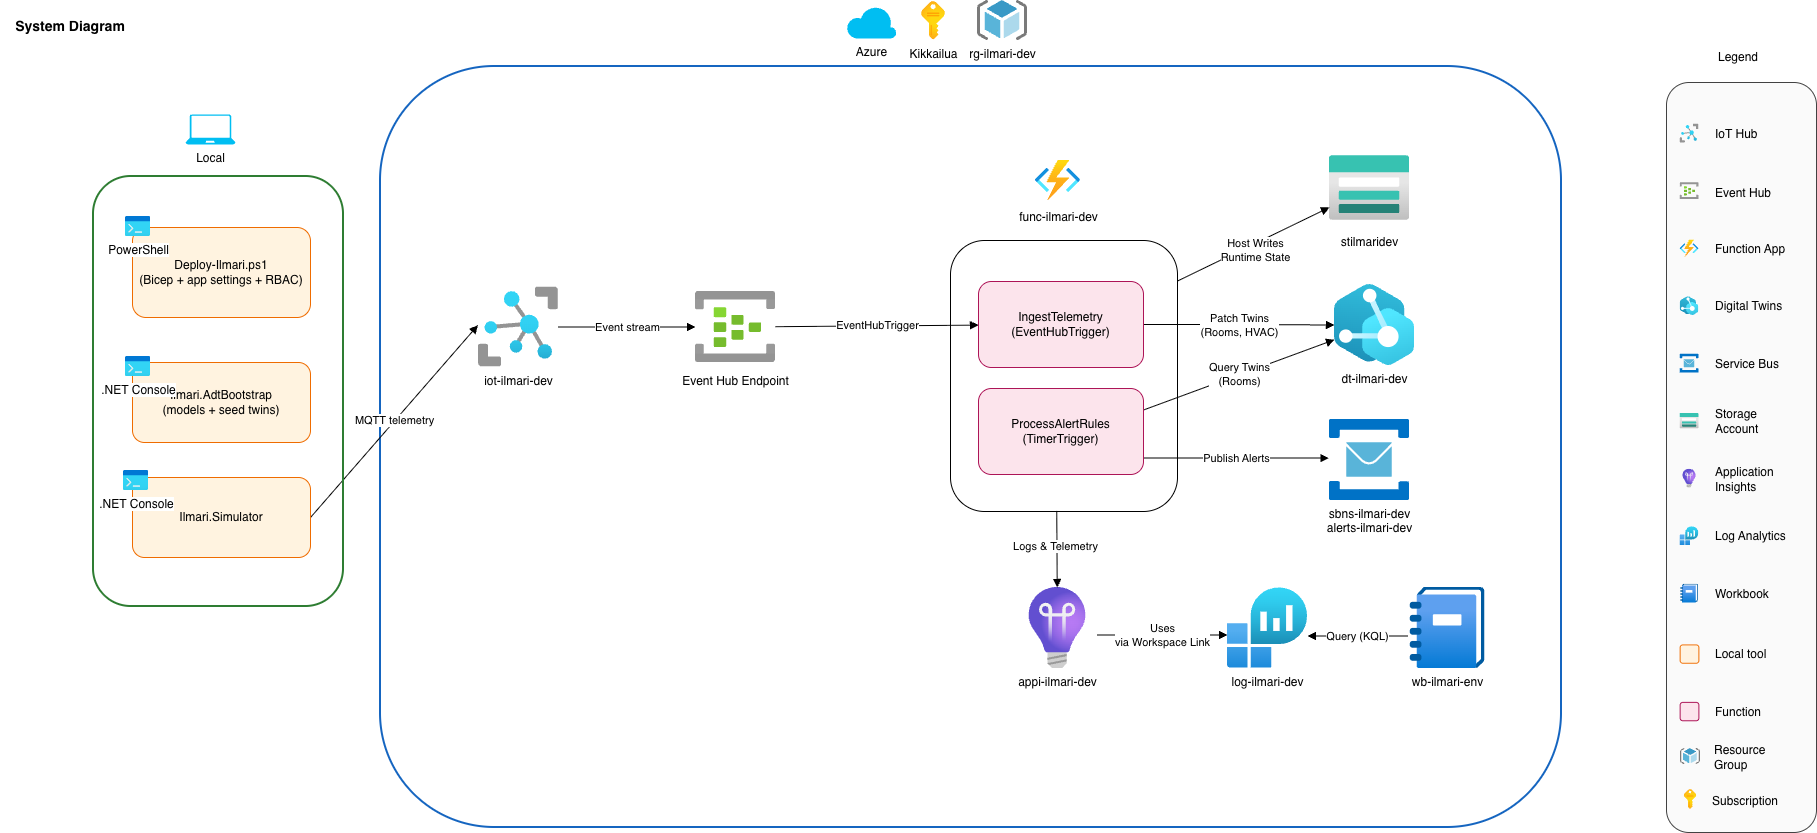 System Diagram
Azure
Kikkailua
rg-ilmari-dev
Legend
Local
PowerShell
Deploy-Ilmari.ps1
(Bicep + app settings + RBAC)
.NET Console
Ilmari.AdtBootstrap
(models + seed twins)
.NET Console
Ilmari.Simulator
MQTT telemetry
iot-ilmari-dev
Event stream
Event Hub Endpoint
EventHubTrigger
func-ilmari-dev
IngestTelemetry
(EventHubTrigger)
ProcessAlertRules
(TimerTrigger)
Host Writes
Runtime State
stilmaridev
Patch Twins
(Rooms, HVAC)
Query Twins
(Rooms)
dt-ilmari-dev
Publish Alerts
sbns-ilmari-dev
alerts-ilmari-dev
Logs & Telemetry
appi-ilmari-dev
Uses
via Workspace Link
log-ilmari-dev
Query (KQL)
wb-ilmari-env
IoT Hub
Event Hub
Function App
Digital Twins
Service Bus
Storage
Account
Application
Insights
Log Analytics
Workbook
Local tool
Function
Resource
Group
Subscription